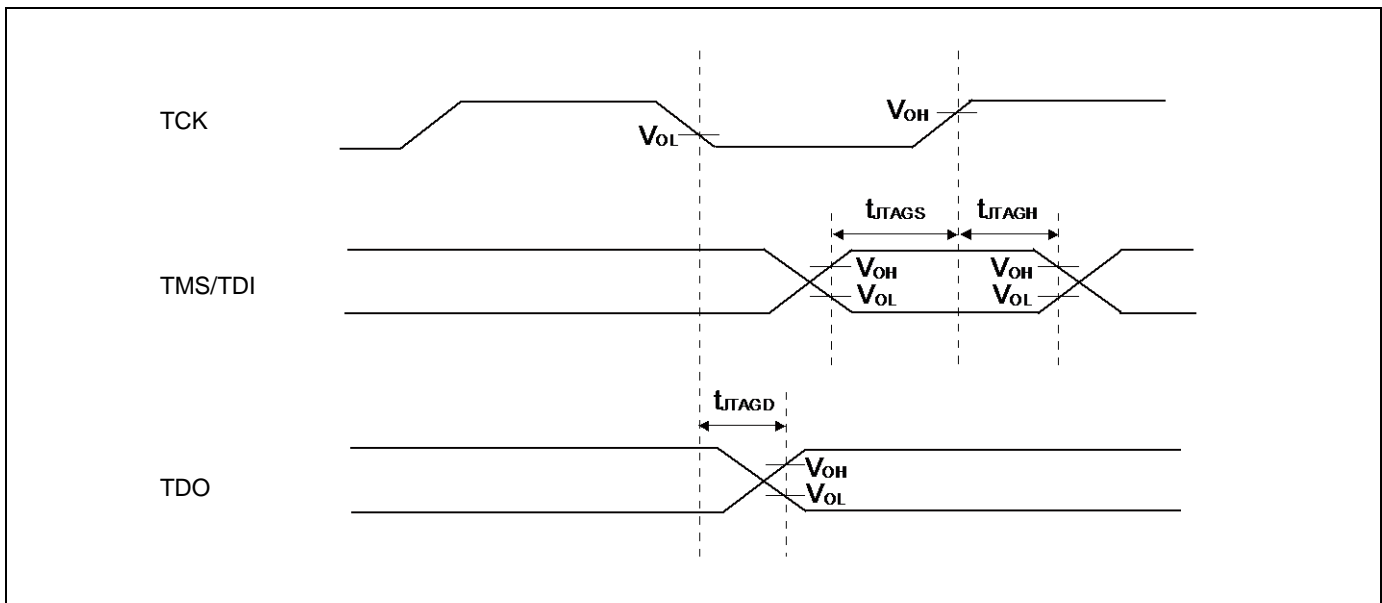 TCK
VOL
VOH
tJTAGS
tJTAGH
TMS/TDI
VOH
VOL
VOH
VOL
tJTAGD
TDO
VOH
VOL